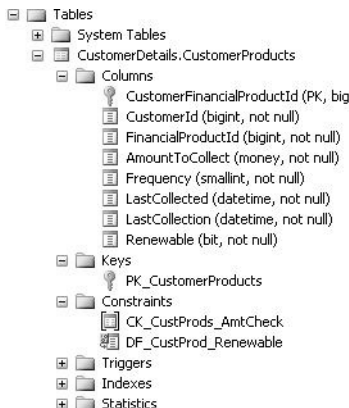 Tables
System Tables
CustomerDetails.CustomerProducts
Columns
CustomerFinancialProductId (PK, big
CustomerId (bigint, not null)
FinancialProductId (bigint, not null)
AmountToCollect (money, not null)
Frequency (smallint, not null)
LastCollected (datetime, not null)
LastCollection (datetime, not null)
Renewable (bit, not null)
Keys
PK_CustomerProducts
Constraints
CK_CustProds_AmtCheck
DF_CustProd_Renewable
Triggers
Indexes
Statistics